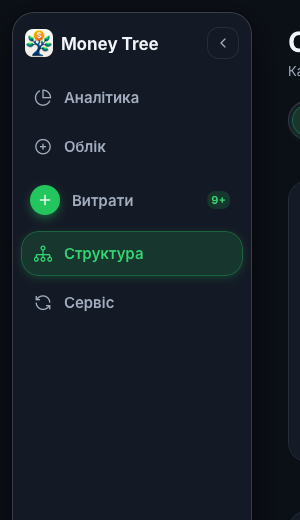 Money Tree
Аналітика
Облік
Витрати 9+
Структура
Сервіс